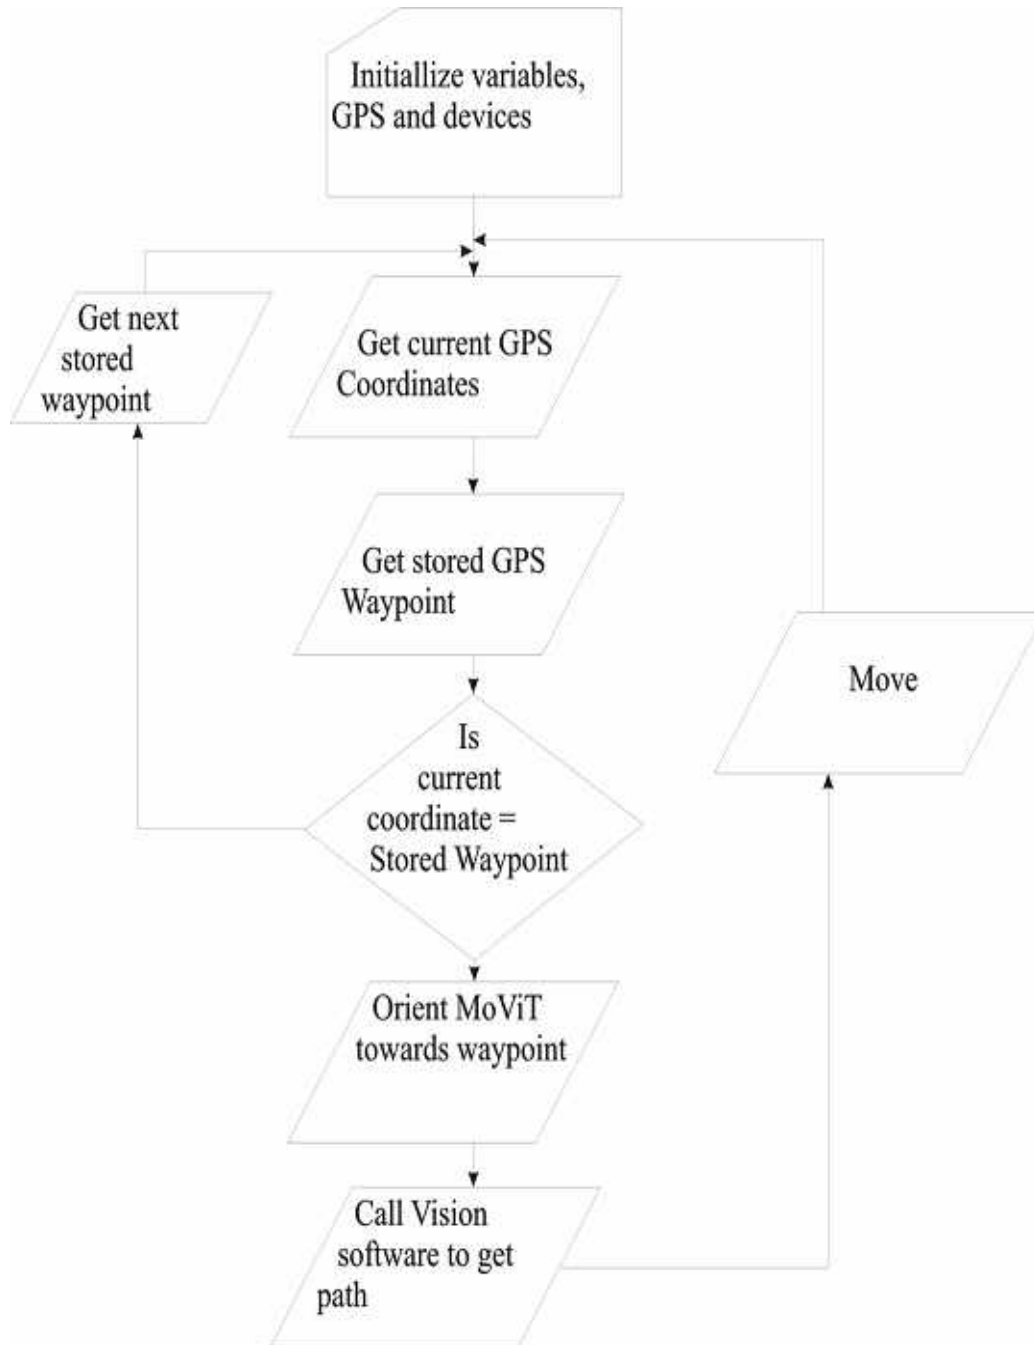 Initiallize variables,
GPS and devices
Get next
stored
waypoint
Get current GPS
Coordinates
Get stored GPS
Waypoint
Move
Is
current
coordinate =
Stored Waypoint
Orient MoViT
towards waypoint
Call Vision
software to get
path